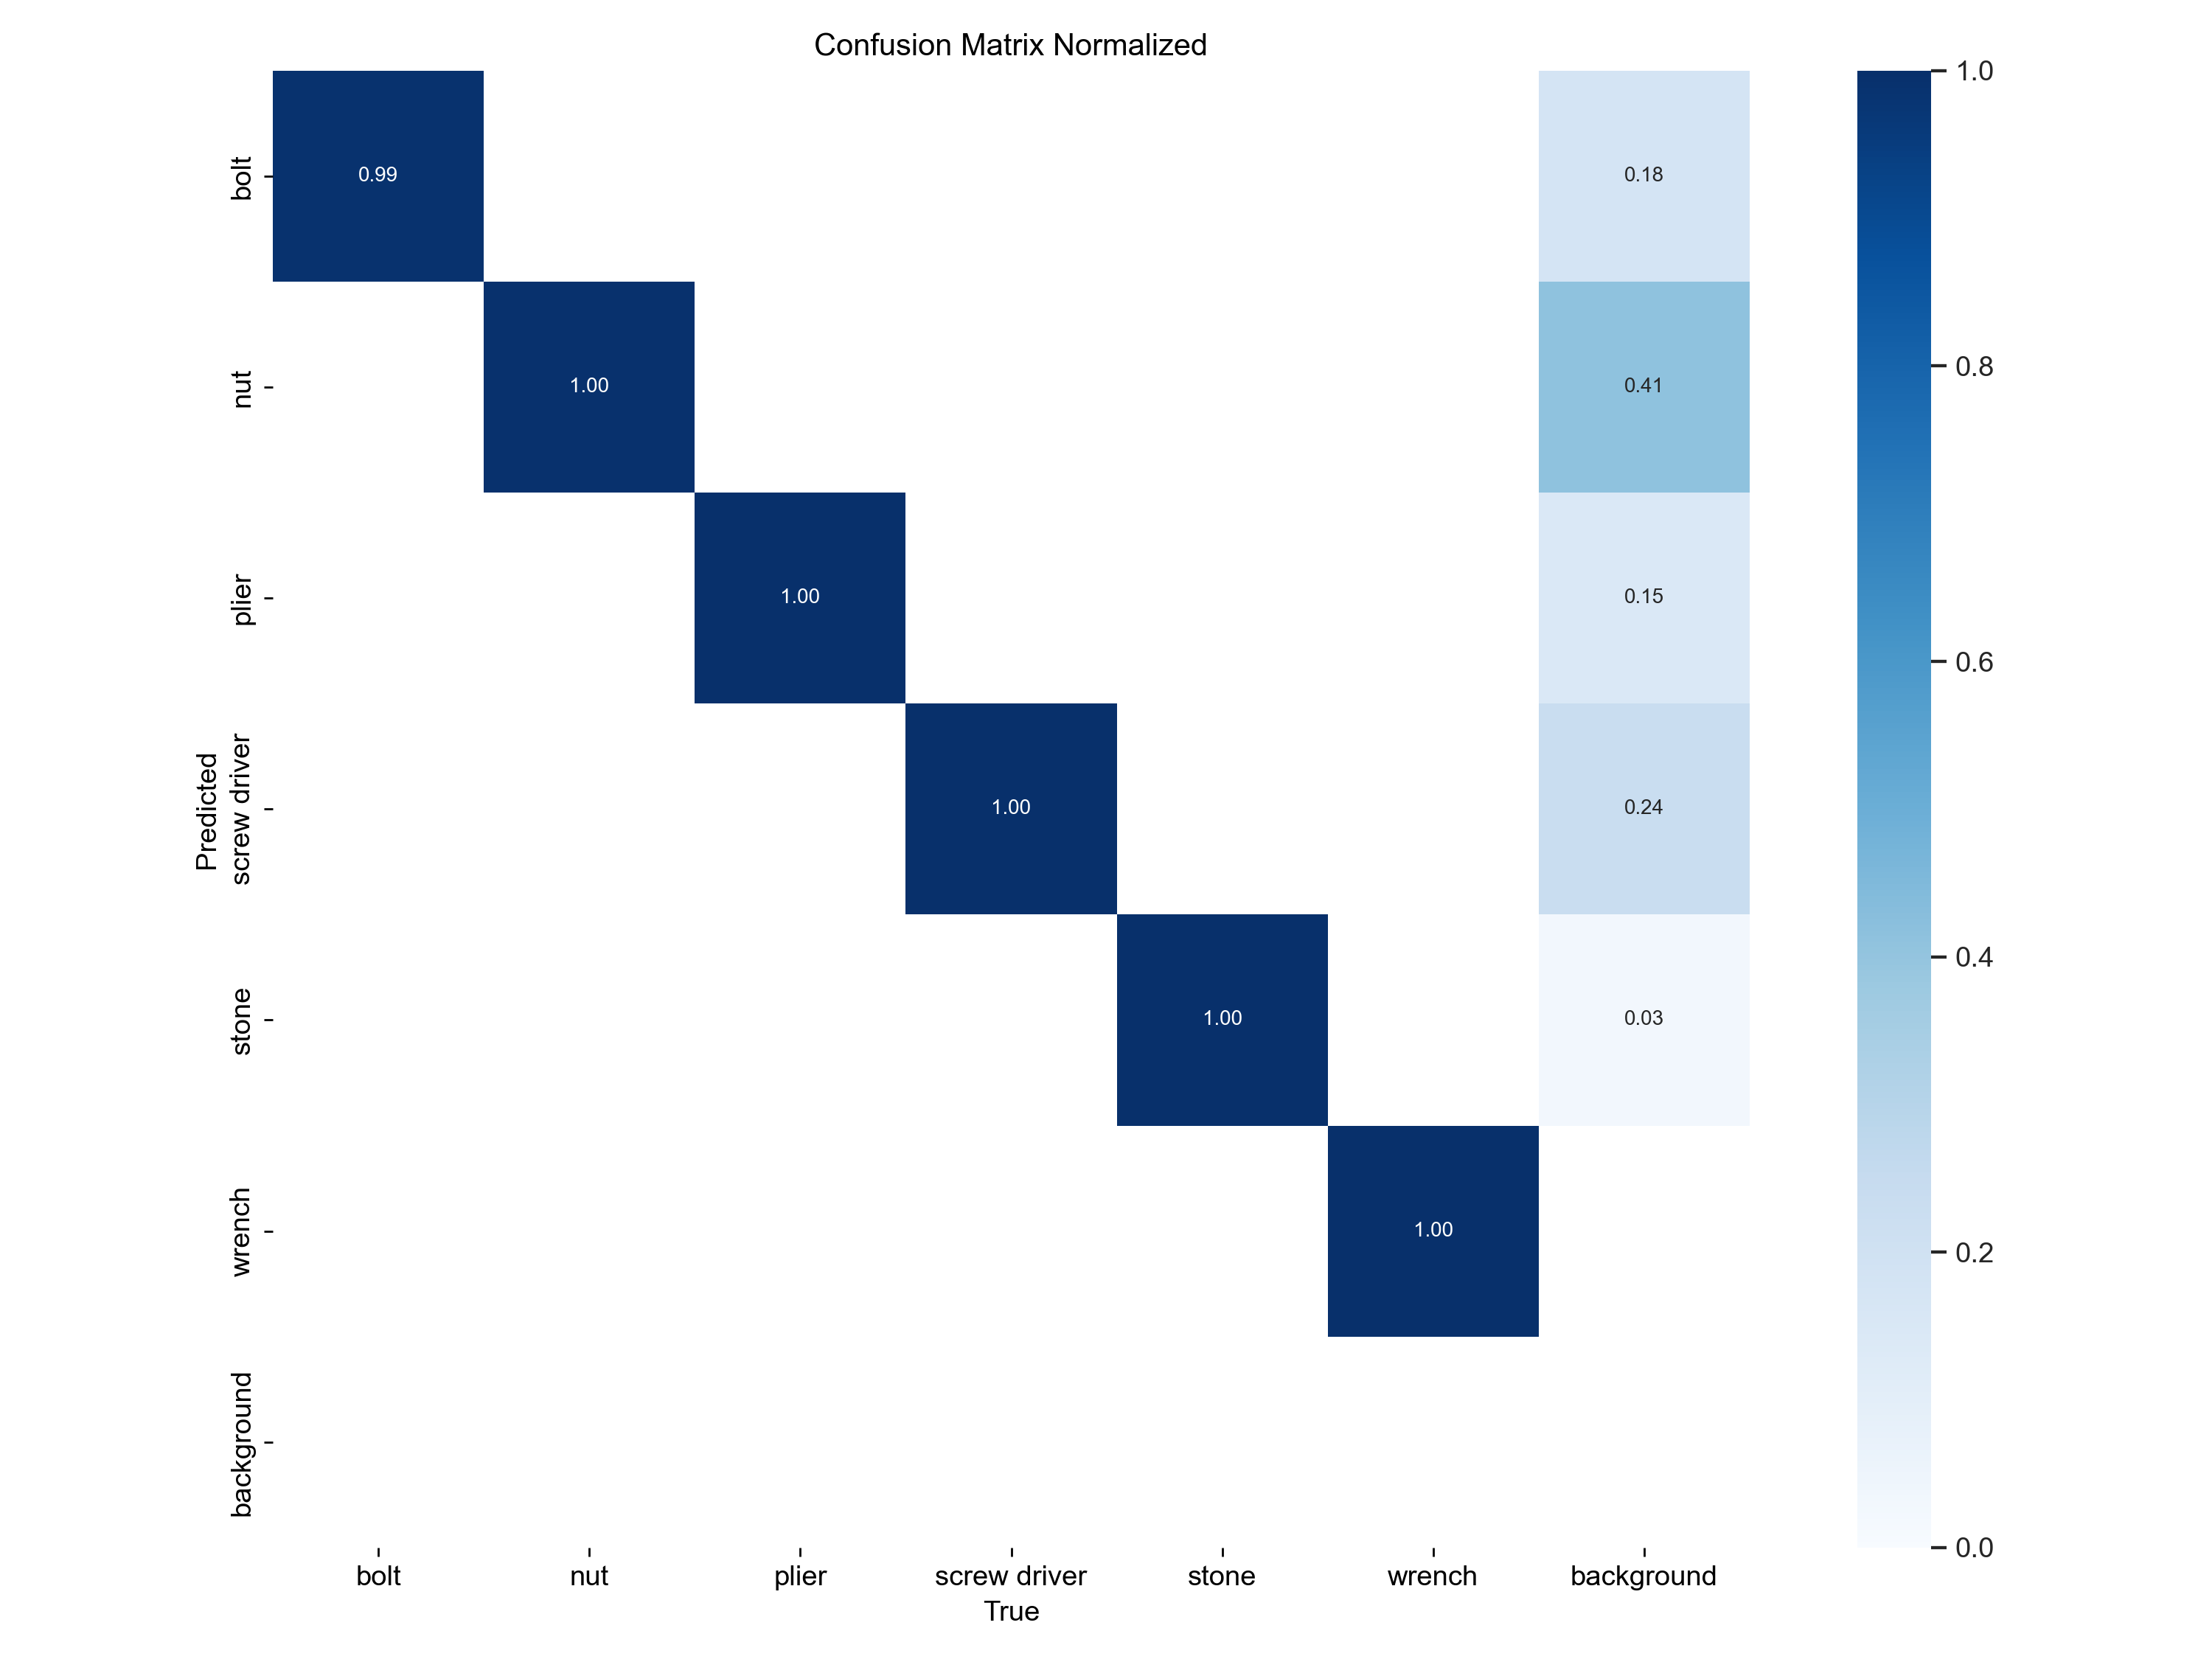 Confusion Matrix Normalized
bolt
0.99
0.18
nut
1.00
0.41
plier
1.00
0.15
Predicted
screw driver
1.00
0.24
stone
1.00
0.03
wrench
1.00
background
bolt nut plier screw driver stone wrench background
True
1.0
0.8
0.6
0.4
0.2
0.0